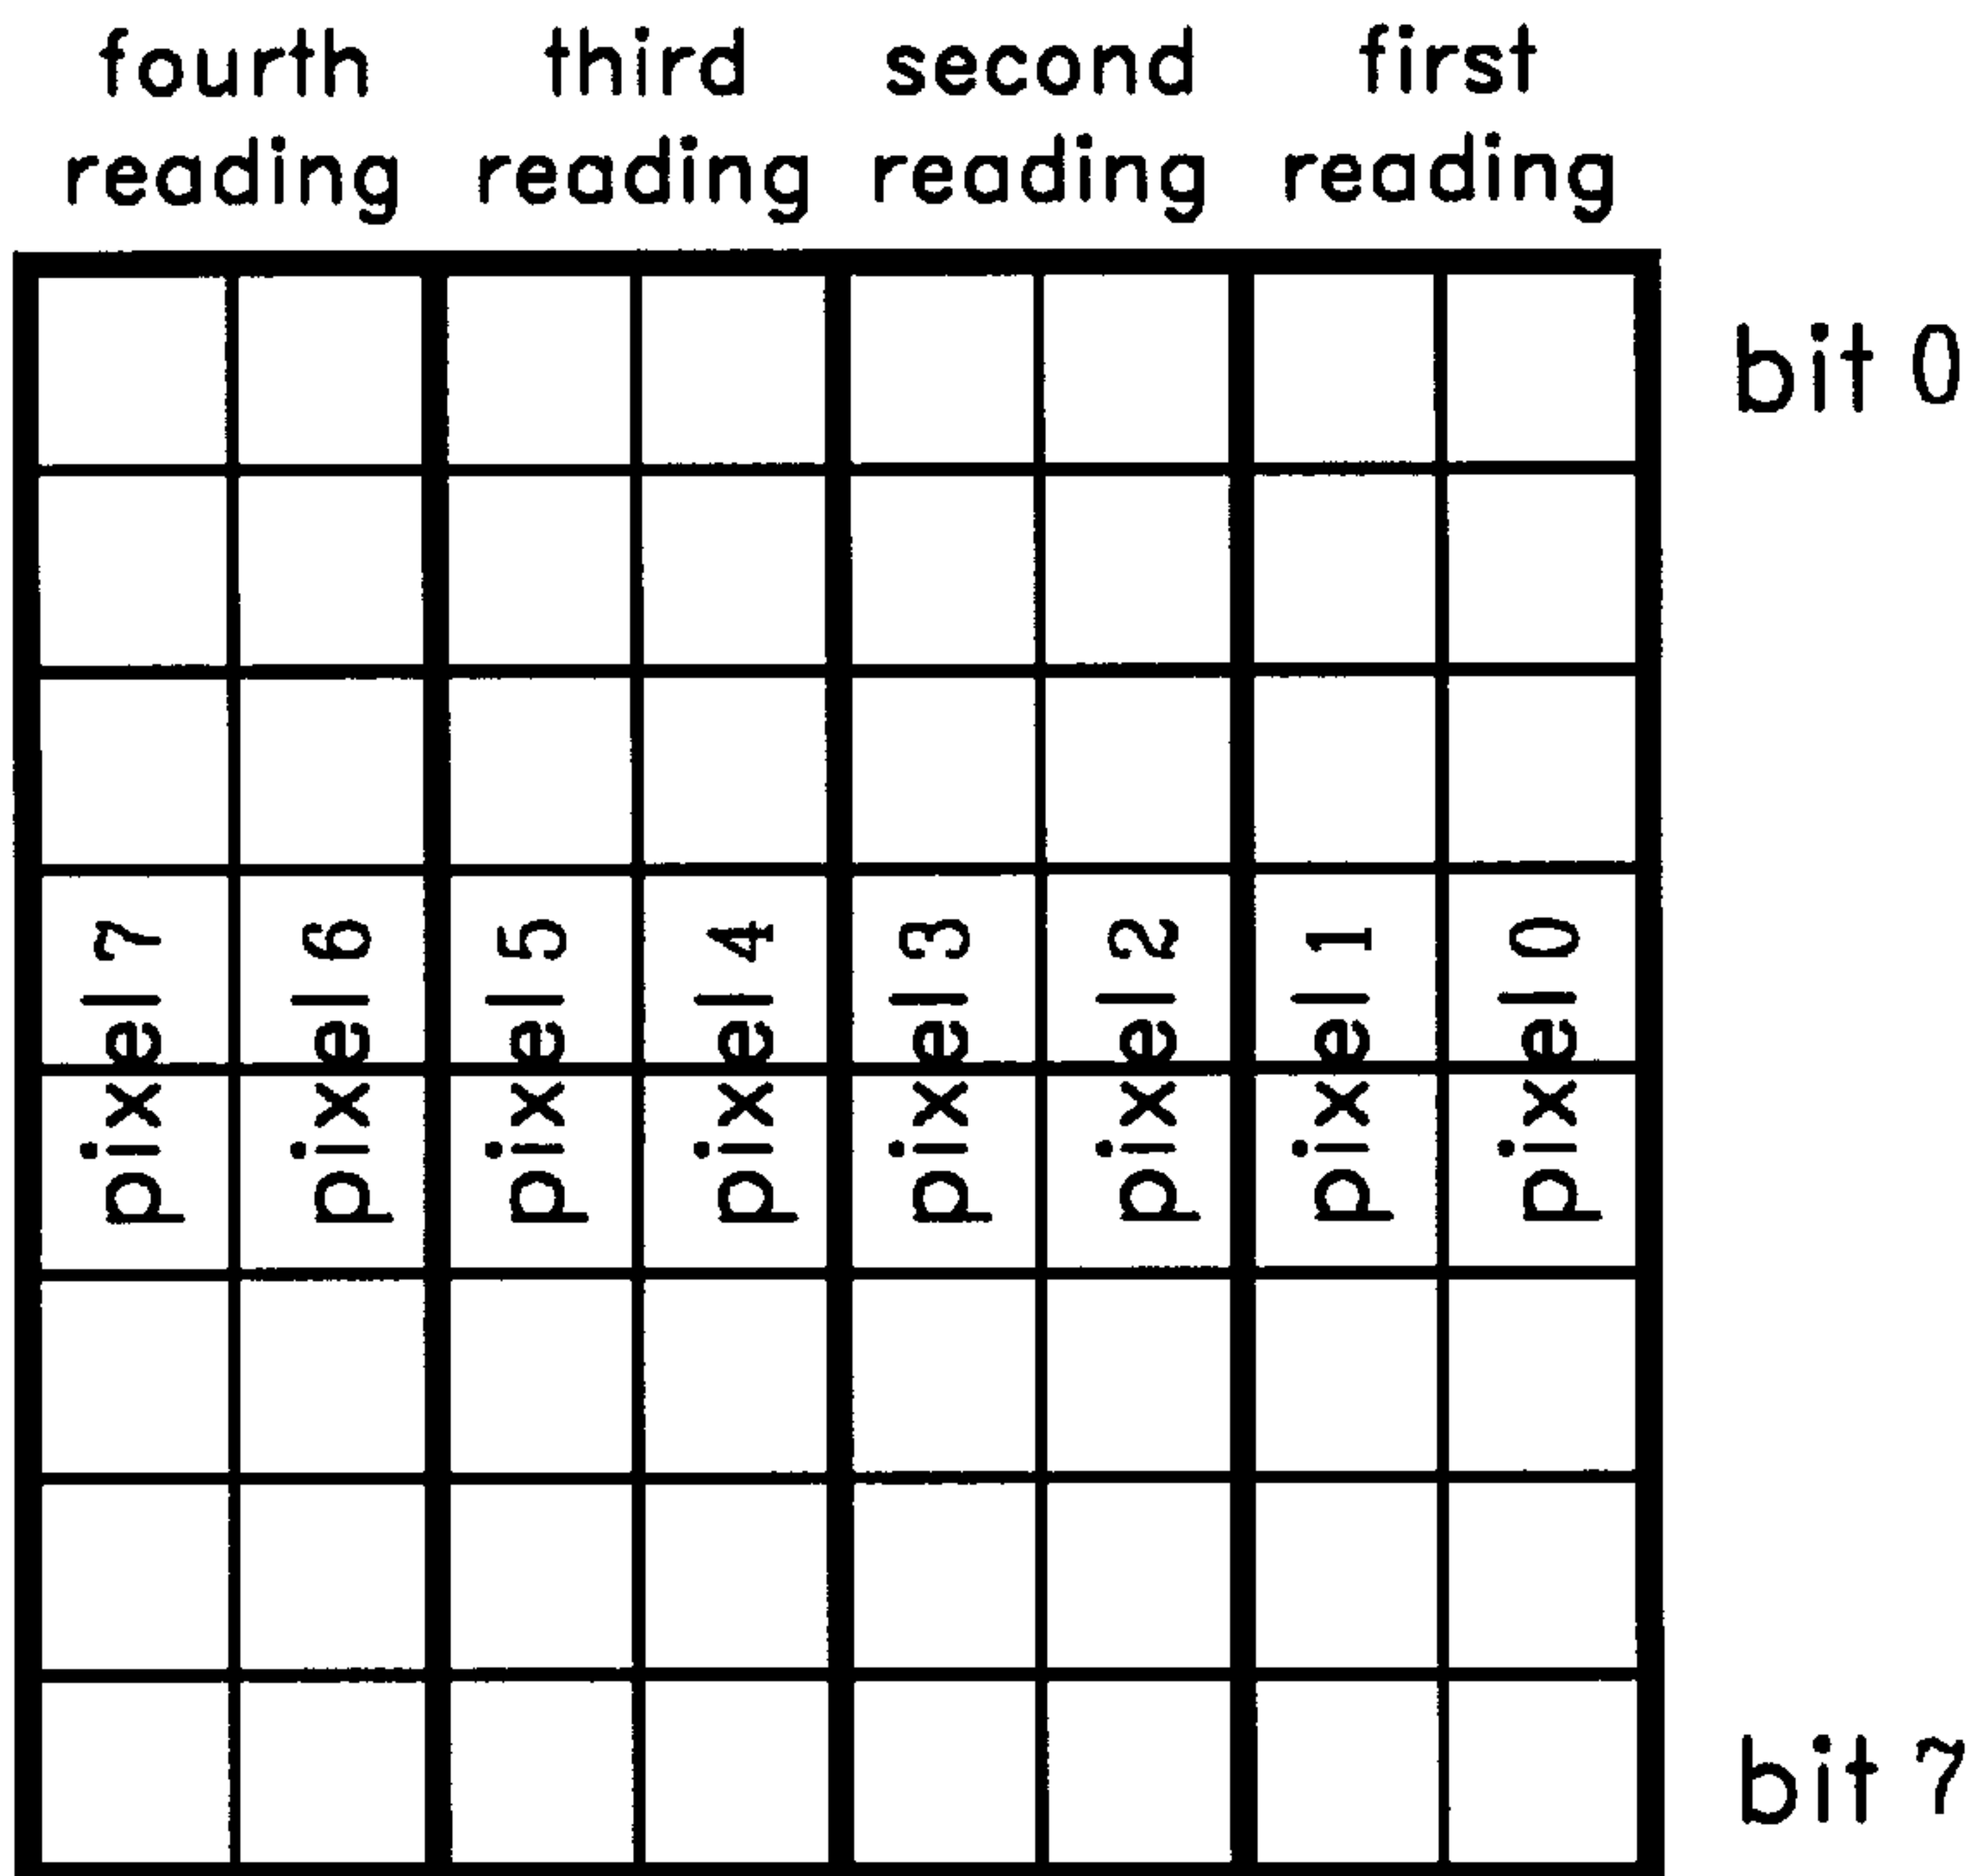 fourth third second first
reading reading reading reading
bit 0
pixel 7
pixel 6
pixel 5
pixel 4
pixel 3
pixel 2
pixel 1
pixel 0
bit 7